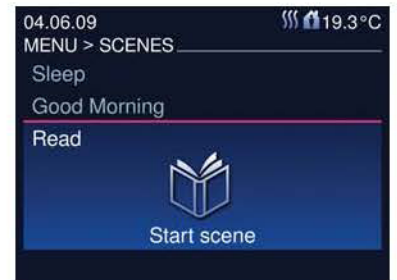 04.06.09 19.3°C
MENU > SCENES
Sleep
Good Morning
Read
Start scene